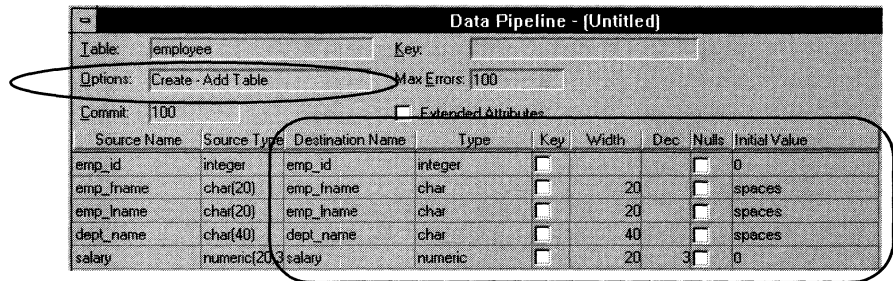 Data Pipeline - (Untitled)
Table: employee Key:
Options: Create - Add Table Max Errors: 100
Commit: 100 Extended Attributes
Source Name Source Type Destination Name Type Key Width Dec Nulls Initial Value
emp_id integer emp_id integer 0
emp_fname char(20) emp_fname char 20 spaces
emp_lname char(20) emp_lname char 20 spaces
dept_name char(40) dept_name char 40 spaces
salary numeric(20,3 salary numeric 20 3 0